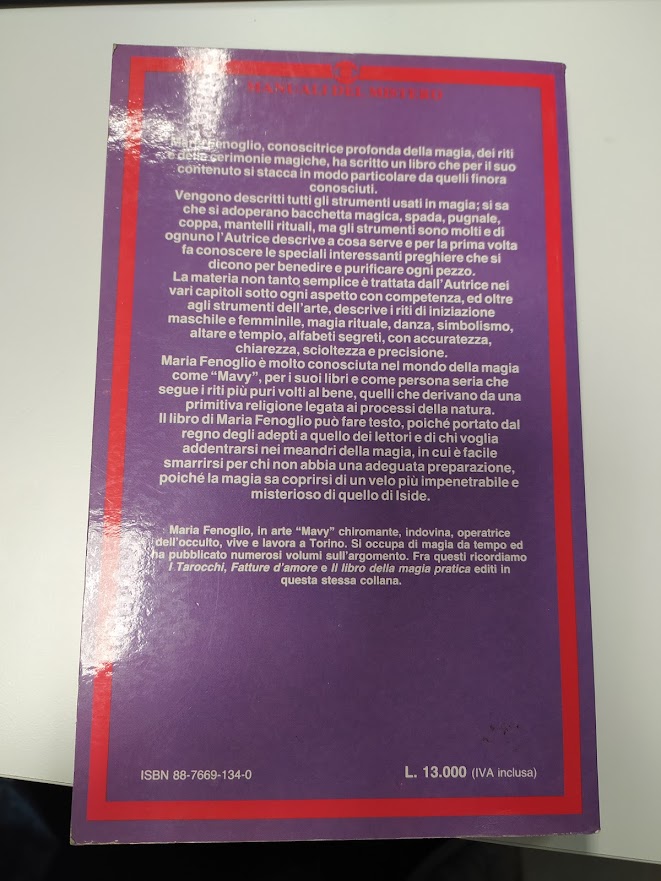 MANUALI DEL MISTERO
Maria Fenoglio, conoscitrice profonda della magia, dei riti
e della cerimonie magiche, ha scritto un libro che per il suo
contenuto si stacca in modo particolare da quelli finora
conosciuti.
Vengono descritti tutti gli strumenti usati in magia; si sa
che si adoperano bacchetta magica, spada, pugnale,
coppa, mantelli rituali, ma gli strumenti sono molti e di
ognuno l'Autrice descrive a cosa serve e per la prima volta
fa conoscere le speciali interessanti preghiere che si
dicono per benedire e purificare ogni pezzo.
La materia non tanto semplice è trattata dall'Autrice nei
vari capitoli sotto ogni aspetto con competenza, ed oltre
agli strumenti dell'arte, descrive i riti di iniziazione
maschile e femminile, magia rituale, danza, simbolismo,
altare e tempio, alfabeti segreti, con accuratezza,
chiarezza, scioltezza e precisione.
Maria Fenoglio è molto conosciuta nel mondo della magia
come "Mavy", per i suoi libri e come persona seria che
segue i riti più puri volti al bene, quelli che derivano da una
primitiva religione legata ai processi della natura.
Il libro di Maria Fenoglio può fare testo, poiché portato dal
regno degli adepti a quello dei lettori e di chi voglia
addentrarsi nei meandri della magia, in cui è facile
smarrirsi per chi non abbia una adeguata preparazione,
poiché la magia sa coprirsi di un velo più impenetrabile e
misterioso di quello di Iside.
Maria Fenoglio, in arte "Mavy" chiromante, indovina, operatrice
dell'occulto, vive e lavora a Torino. Si occupa di magia da tempo ed
ha pubblicato numerosi volumi sull'argomento. Fra questi ricordiamo
I Tarocchi, Fatture d'amore e Il libro della magia pratica editi in
questa stessa collana.
ISBN 88-7669-134-0
L. 13.000 (IVA inclusa)